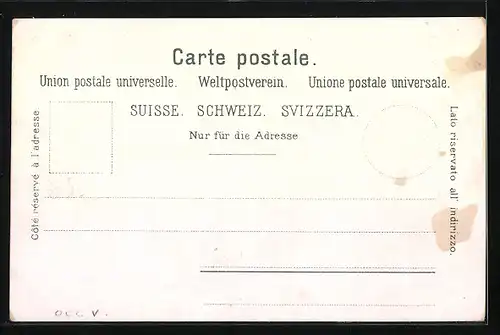 Carte postale.
Union postale universelle. Weltpostverein. Unione postale universale.
SUISSE. SCHWEIZ. SVIZZERA.
Nur für die Adresse
Côté réservé à l'adresse
Lato riservato all' indirizzo.